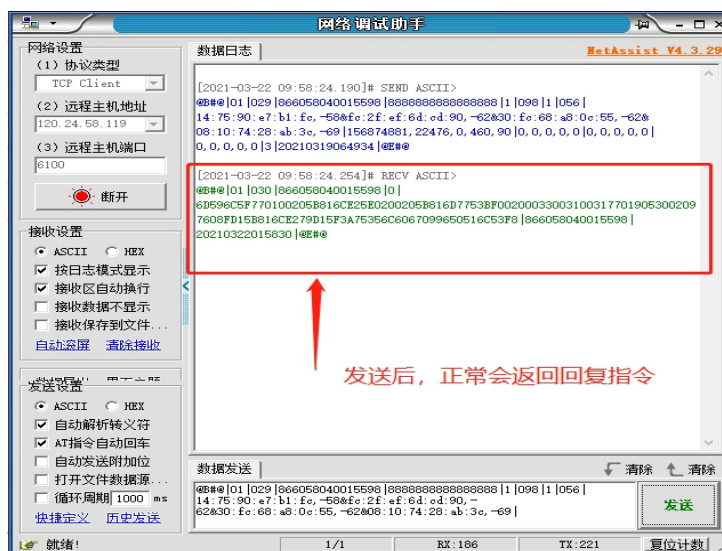 网络调试助手
网络设置
(1) 协议类型
TCP Client
(2) 远程主机地址
120.24.58.119
(3) 远程主机端口
6100
断开
接收设置
ASCII HEX
按日志模式显示
接收区自动换行
接收数据不显示
接收保存到文件...
自动滚屏 清除接收
发送设置
ASCII HEX
自动解析转义符
AT指令自动回车
自动发送附加位
打开文件数据源...
循环周期 1000 ms
快捷定义 历史发送
数据日志
NetAssist V4.3.29
[2021-03-22 09:58:24.190]# SEND ASCII>
@B#@|01|029|866058040015598|8888888888888888|1|098|1|056|
14:75:90:e7:b1:fc,-58&fc:2f:ef:6d:cd:90,-62&30:fc:68:a8:0c:55,-62&
08:10:74:28:ab:3c,-69|156874881,22476,0,460,90|0,0,0,0,0|0,0,0,0,0|
0,0,0,0,0|3|20210319064934|@E#@
[2021-03-22 09:58:24.254]# RECV ASCII>
@B#@|01|030|866058040015598|0|
6D596C5F770100205B816CE25E0200205B816D7753BF0020003300310031770190530020​9
7608FD15B816CE279D15F3A75356C6067099650516C53F8|866058040015598|
20210322015830|@E#@
发送后，正常会返回回复指令
数据发送
清除 清除
@B#@|01|029|866058040015598|8888888888888888|1|098|1|056|
14:75:90:e7:b1:fc,-58&fc:2f:ef:6d:cd:90,-
62&30:fc:68:a8:0c:55,-62&08:10:74:28:ab:3c,-69|
发送
就绪!
1/1
RX:186
TX:221
复位计数